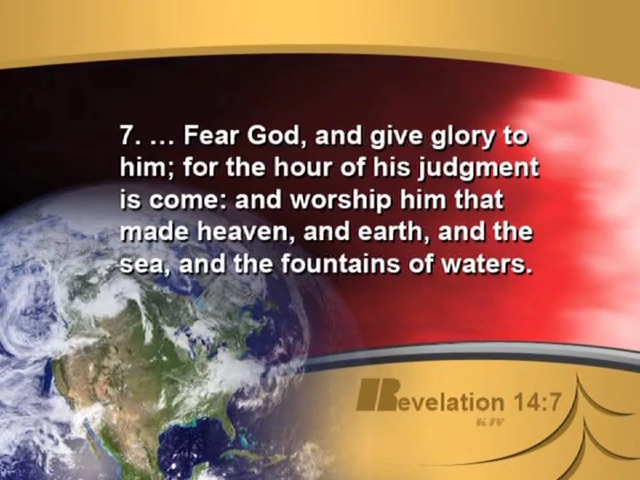 7. ... Fear God, and give glory to
him; for the hour of his judgment
is come: and worship him that
made heaven, and earth, and the
sea, and the fountains of waters.
Revelation 14:7
KJV